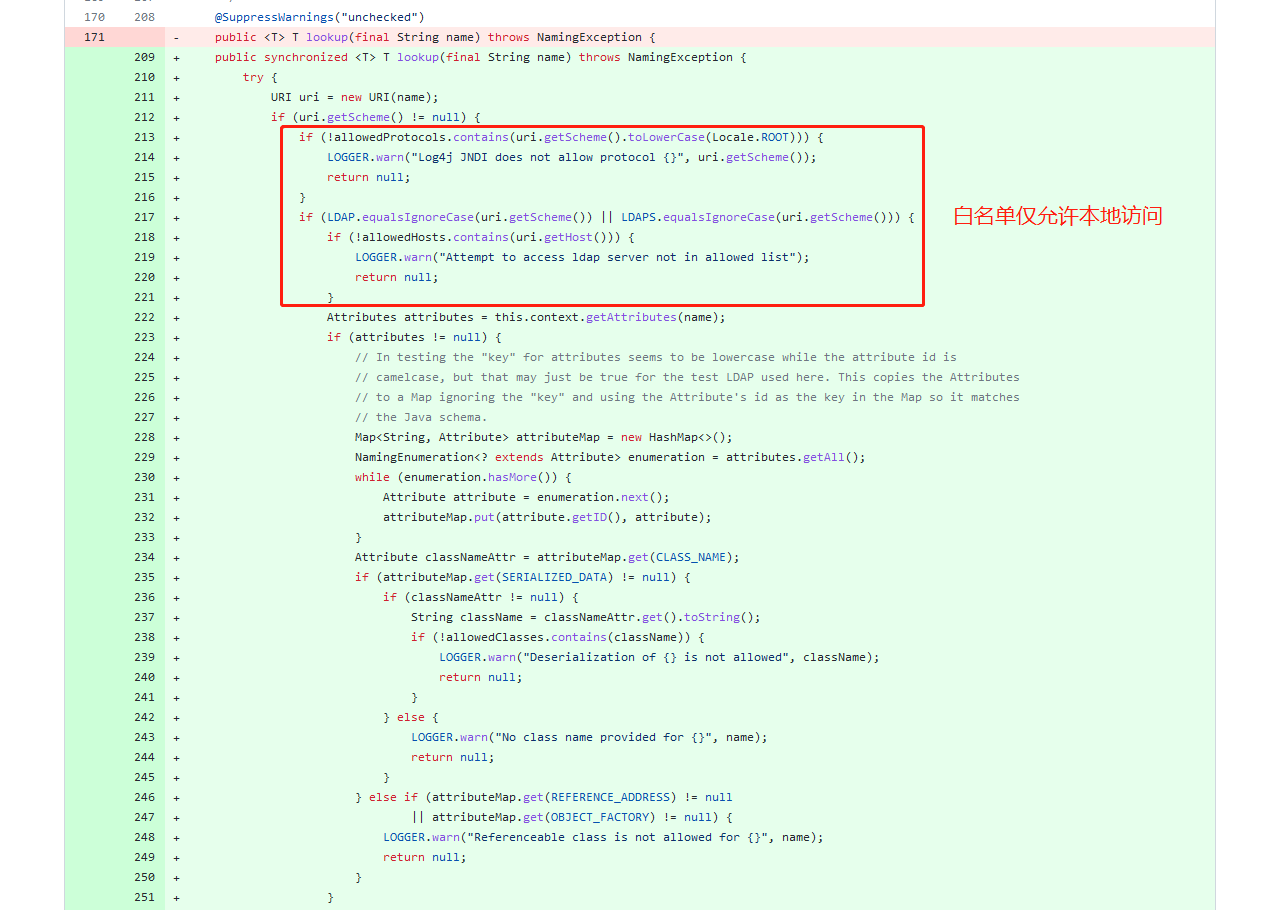 170 208 @SuppressWarnings("unchecked")
171 - public <T> T lookup(final String name) throws NamingException {
209 + public synchronized <T> T lookup(final String name) throws NamingException {
210 + try {
211 + URI uri = new URI(name);
212 + if (uri.getScheme() != null) {
213 + if (!allowedProtocols.contains(uri.getScheme().toLowerCase(Locale.ROOT))) {
214 + LOGGER.warn("Log4j JNDI does not allow protocol {}", uri.getScheme());
215 + return null;
216 + }
217 + if (LDAP.equalsIgnoreCase(uri.getScheme()) || LDAPS.equalsIgnoreCase(uri.getScheme())) {
白名单仅允许本地访问
218 + if (!allowedHosts.contains(uri.getHost())) {
219 + LOGGER.warn("Attempt to access ldap server not in allowed list");
220 + return null;
221 + }
222 + Attributes attributes = this.context.getAttributes(name);
223 + if (attributes != null) {
224 + // In testing the "key" for attributes seems to be lowercase while the attribute id is
225 + // camelcase, but that may just be true for the test LDAP used here. This copies the Attributes
226 + // to a Map ignoring the "key" and using the Attribute's id as the key in the Map so it matches
227 + // the Java schema.
228 + Map<String, Attribute> attributeMap = new HashMap<>();
229 + NamingEnumeration<? extends Attribute> enumeration = attributes.getAll();
230 + while (enumeration.hasMore()) {
231 + Attribute attribute = enumeration.next();
232 + attributeMap.put(attribute.getID(), attribute);
233 + }
234 + Attribute classNameAttr = attributeMap.get(CLASS_NAME);
235 + if (attributeMap.get(SERIALIZED_DATA) != null) {
236 + if (classNameAttr != null) {
237 + String className = classNameAttr.get().toString();
238 + if (!allowedClasses.contains(className)) {
239 + LOGGER.warn("Deserialization of {} is not allowed", className);
240 + return null;
241 + }
242 + } else {
243 + LOGGER.warn("No class name provided for {}", name);
244 + return null;
245 + }
246 + } else if (attributeMap.get(REFERENCE_ADDRESS) != null
247 + || attributeMap.get(OBJECT_FACTORY) != null) {
248 + LOGGER.warn("Referenceable class is not allowed for {}", name);
249 + return null;
250 + }
251 + }